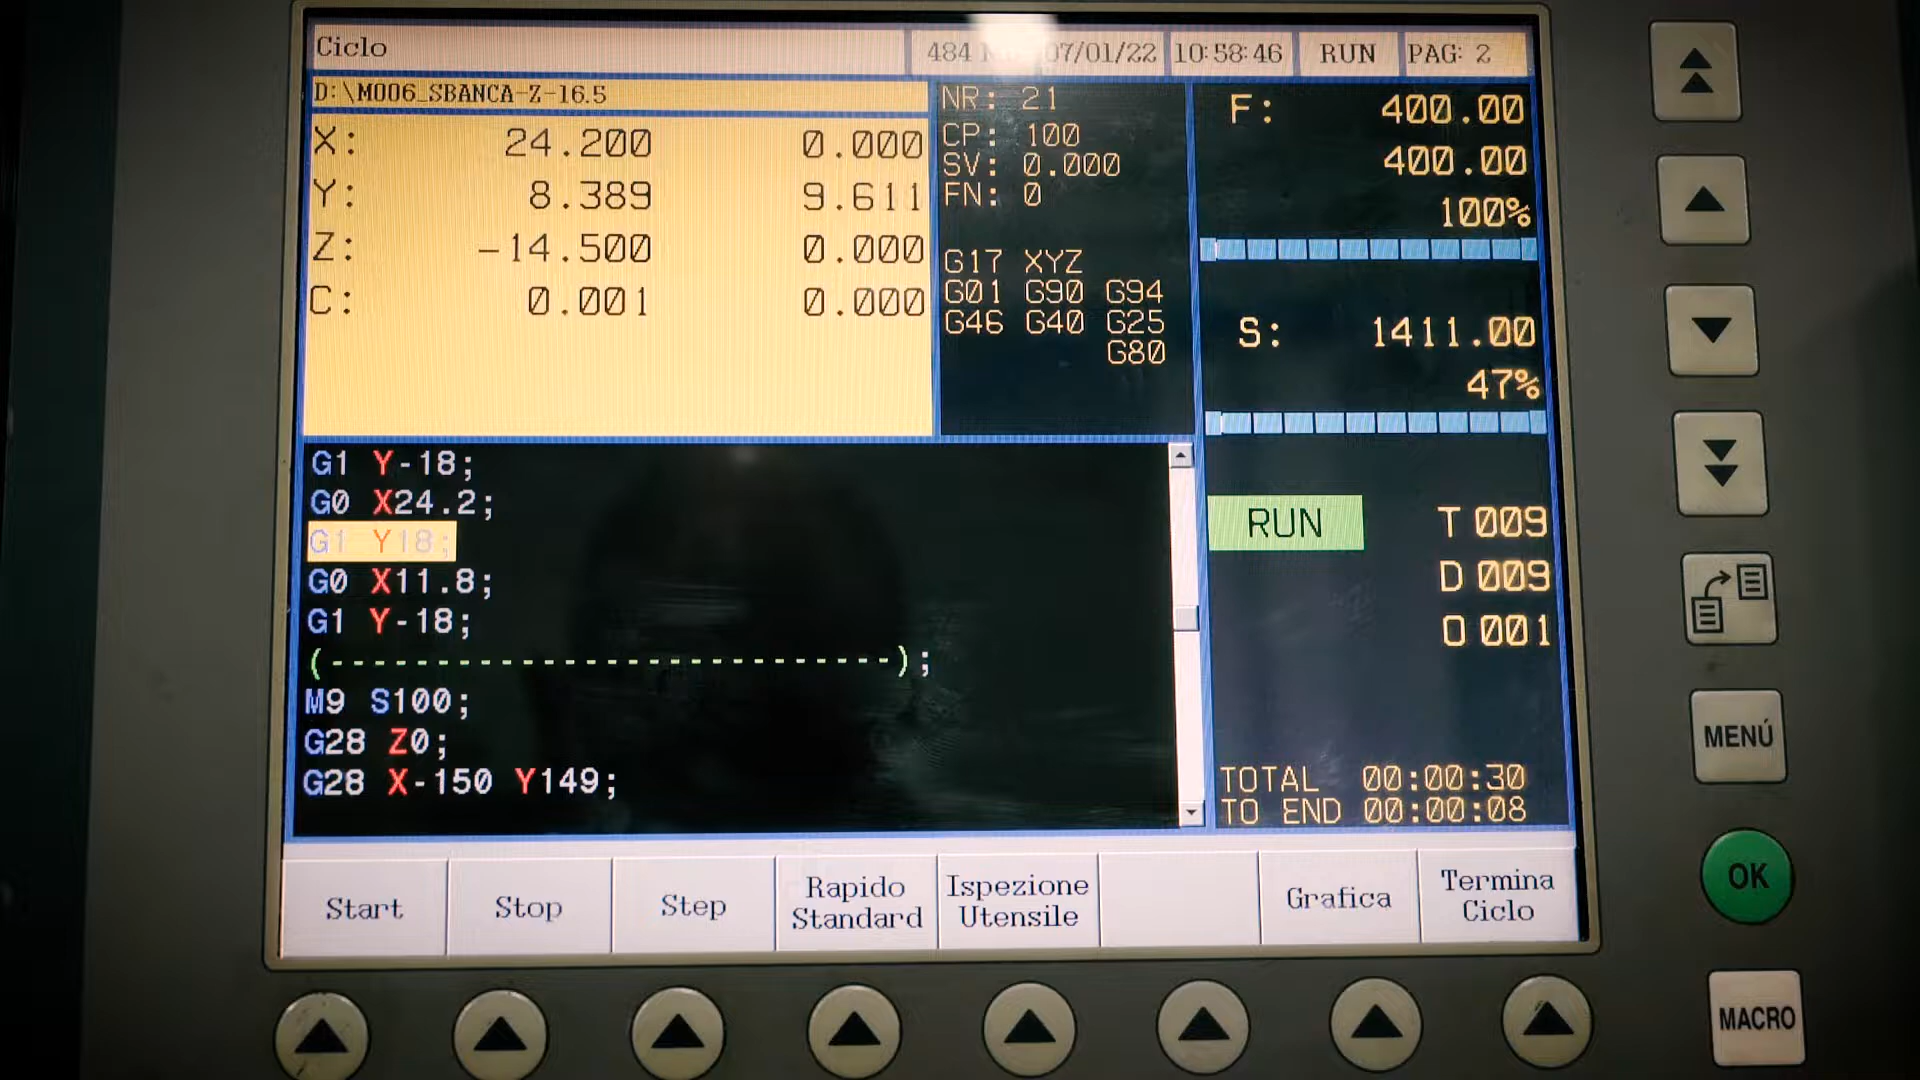 Ciclo
484 07/01/22 10:58:46 RUN PAG: 2
D:\M006_SBANCA-Z-16.5
X: 24.200 0.000
Y: 8.389 9.611
Z: -14.500 0.000
C: 0.001 0.000
NR: 21
CP: 100
SV: 0.000
FN: 0
G17 XYZ
G01 G90 G94
G46 G40 G25
G80
F: 400.00
400.00
100%
S: 1411.00
47%
G1 Y-18;
G0 X24.2;
G1 Y18;
G0 X11.8;
G1 Y-18;
(---------------------------);
M9 S100;
G28 Z0;
G28 X-150 Y149;
RUN
T 009
D 009
O 001
TOTAL 00:00:30
TO END 00:00:08
Start
Stop
Step
Rapido
Standard
Ispezione
Utensile
Grafica
Termina
Ciclo
MENÚ
OK
MACRO